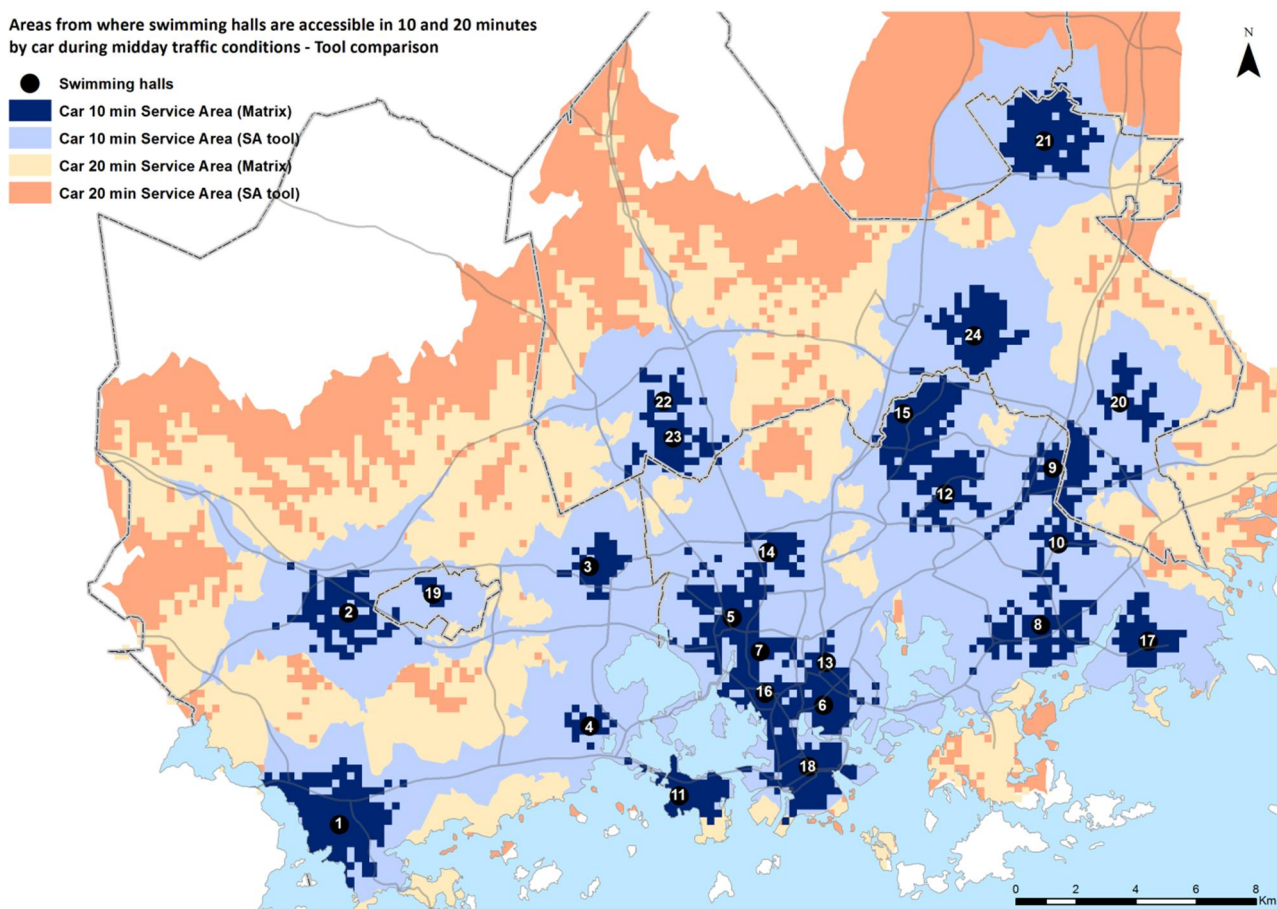 Areas from where swimming halls are accessible in 10 and 20 minutes
by car during midday traffic conditions - Tool comparison
N
Swimming halls
Car 10 min Service Area (Matrix)
Car 10 min Service Area (SA tool)
Car 20 min Service Area (Matrix)
Car 20 min Service Area (SA tool)
21
24
22
20
15
23
9
12
10
14
3
19
2
5
8
17
7
13
16
4
6
18
11
1
0 2 4 6 8
Km